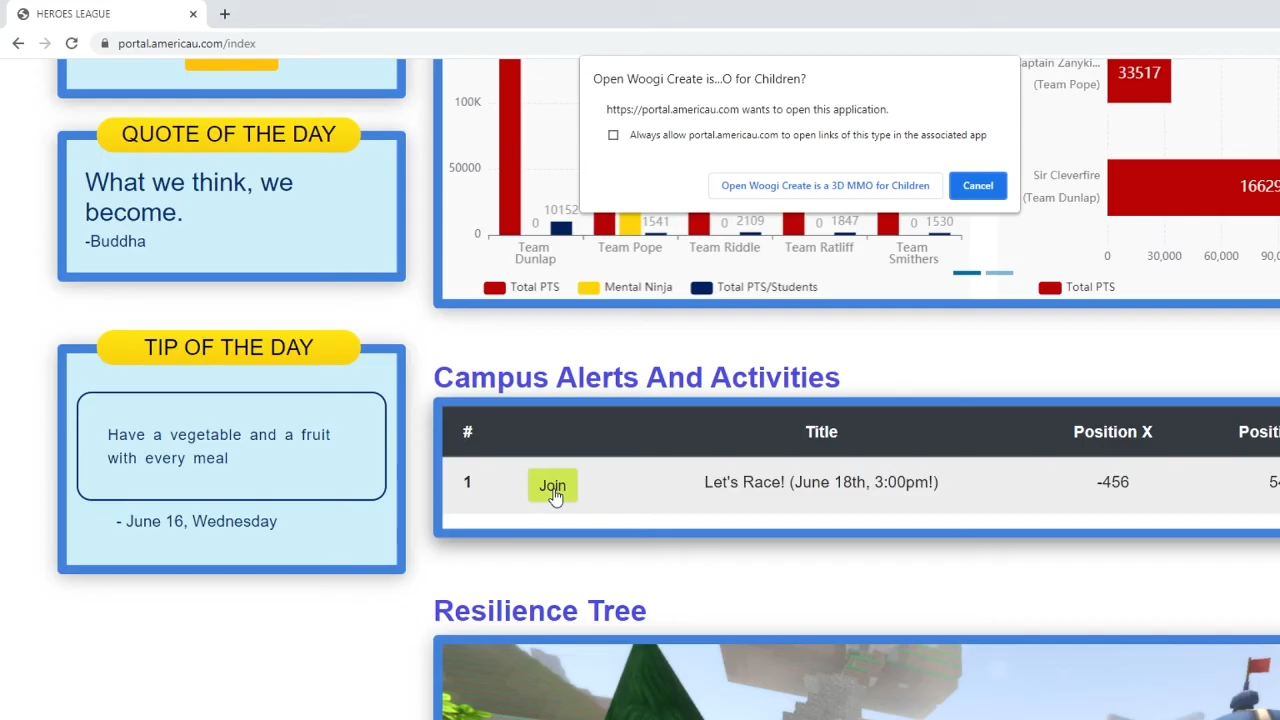 HEROES LEAGUE
portal.americau.com/index
Open Woogi Create is...O for Children?
https://portal.americau.com wants to open this application.
Always allow portal.americau.com to open links of this type in the associated app
Open Woogi Create is a 3D MMO for Children
Cancel
QUOTE OF THE DAY
What we think, we
become.
-Buddha
TIP OF THE DAY
Have a vegetable and a fruit
with every meal
- June 16, Wednesday
100K
50000
0
0
10152
1541
2109
0
1847
0
1530
Team
Dunlap
Team Pope
Team Riddle
Team Ratliff
Team
Smithers
Total PTS
Mental Ninja
Total PTS/Students
(Team Pope)
33517
Sir Cleverfire
(Team Dunlap)
0
30,000
60,000
Total PTS
Campus Alerts And Activities
# Title Position X
1 Join Let's Race! (June 18th, 3:00pm!) -456
Resilience Tree